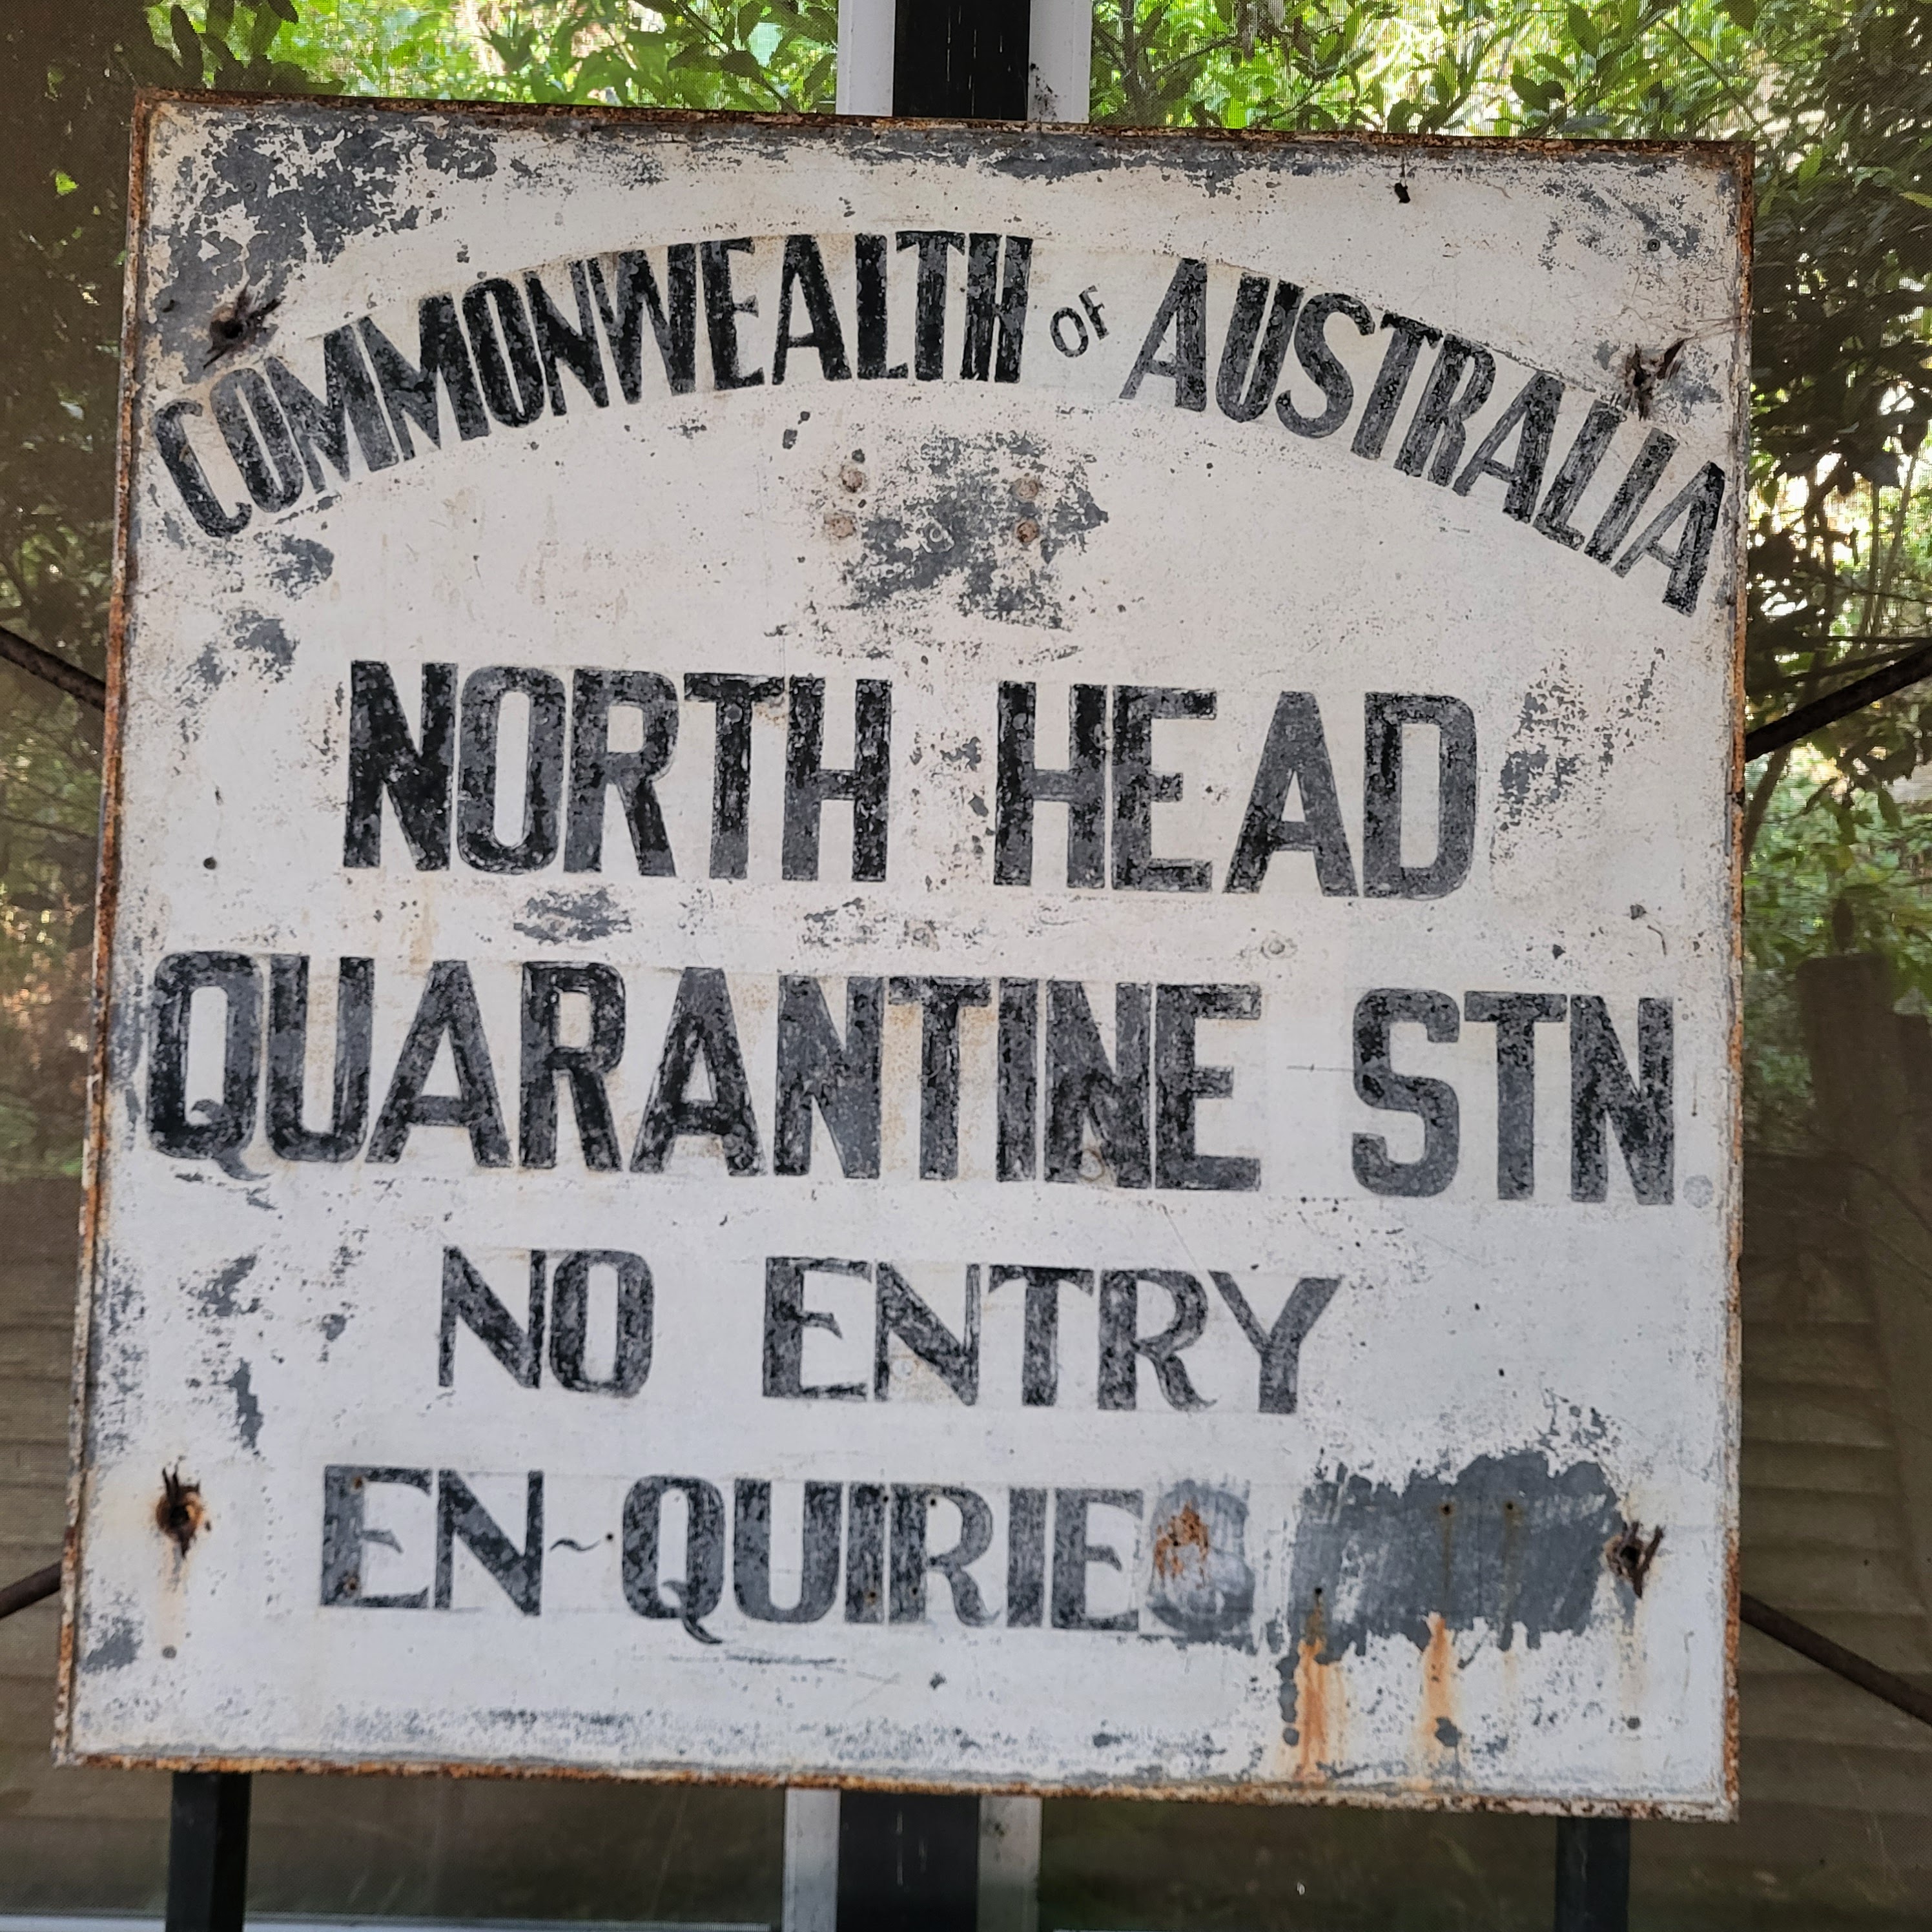 COMMONWEALTH OF AUSTRALIA
NORTH HEAD
QUARANTINE STN.
NO ENTRY
EN~QUIRIES